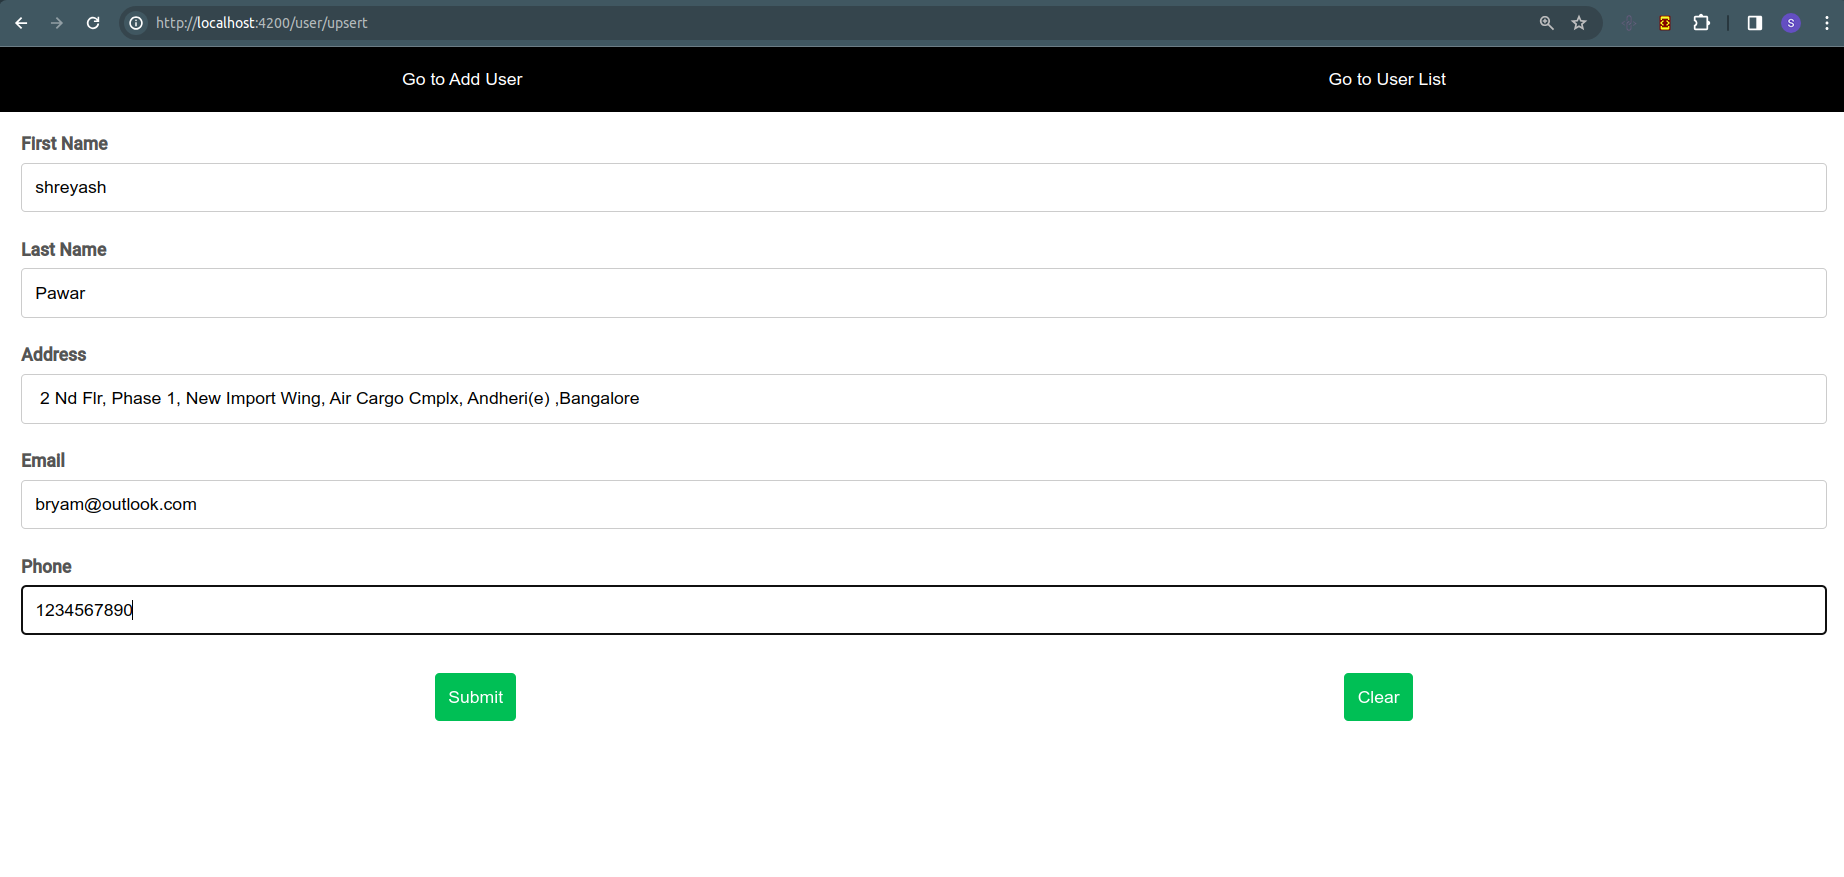 http://localhost:4200/user/upsert
S
Go to Add User Go to User List
First Name
shreyash
Last Name
Pawar
Address
2 Nd Flr, Phase 1, New Import Wing, Air Cargo Cmplx, Andheri(e) ,Bangalore
Email
bryam@outlook.com
Phone
1234567890
Submit Clear